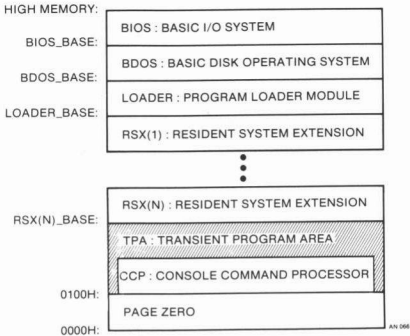 HIGH MEMORY:
BIOS : BASIC I/O SYSTEM
BIOS_BASE:
BDOS : BASIC DISK OPERATING SYSTEM
BDOS_BASE:
LOADER : PROGRAM LOADER MODULE
LOADER_BASE:
RSX(1) : RESIDENT SYSTEM EXTENSION
RSX(N) : RESIDENT SYSTEM EXTENSION
RSX(N)_BASE:
TPA : TRANSIENT PROGRAM AREA
CCP : CONSOLE COMMAND PROCESSOR
0100H:
PAGE ZERO
0000H:
AN 066